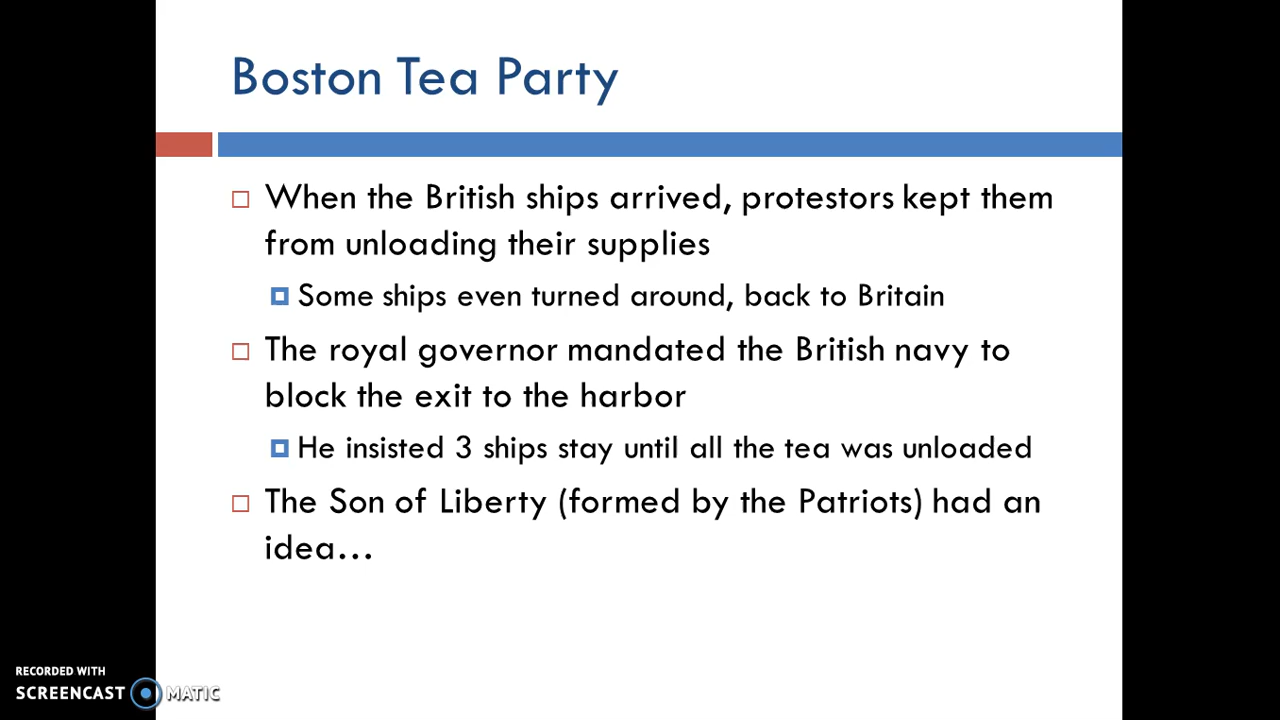 Boston Tea Party
When the British ships arrived, protestors kept them
from unloading their supplies
Some ships even turned around, back to Britain
The royal governor mandated the British navy to
block the exit to the harbor
He insisted 3 ships stay until all the tea was unloaded
The Son of Liberty (formed by the Patriots) had an
idea…
RECORDED WITH
SCREENCAST MATIC